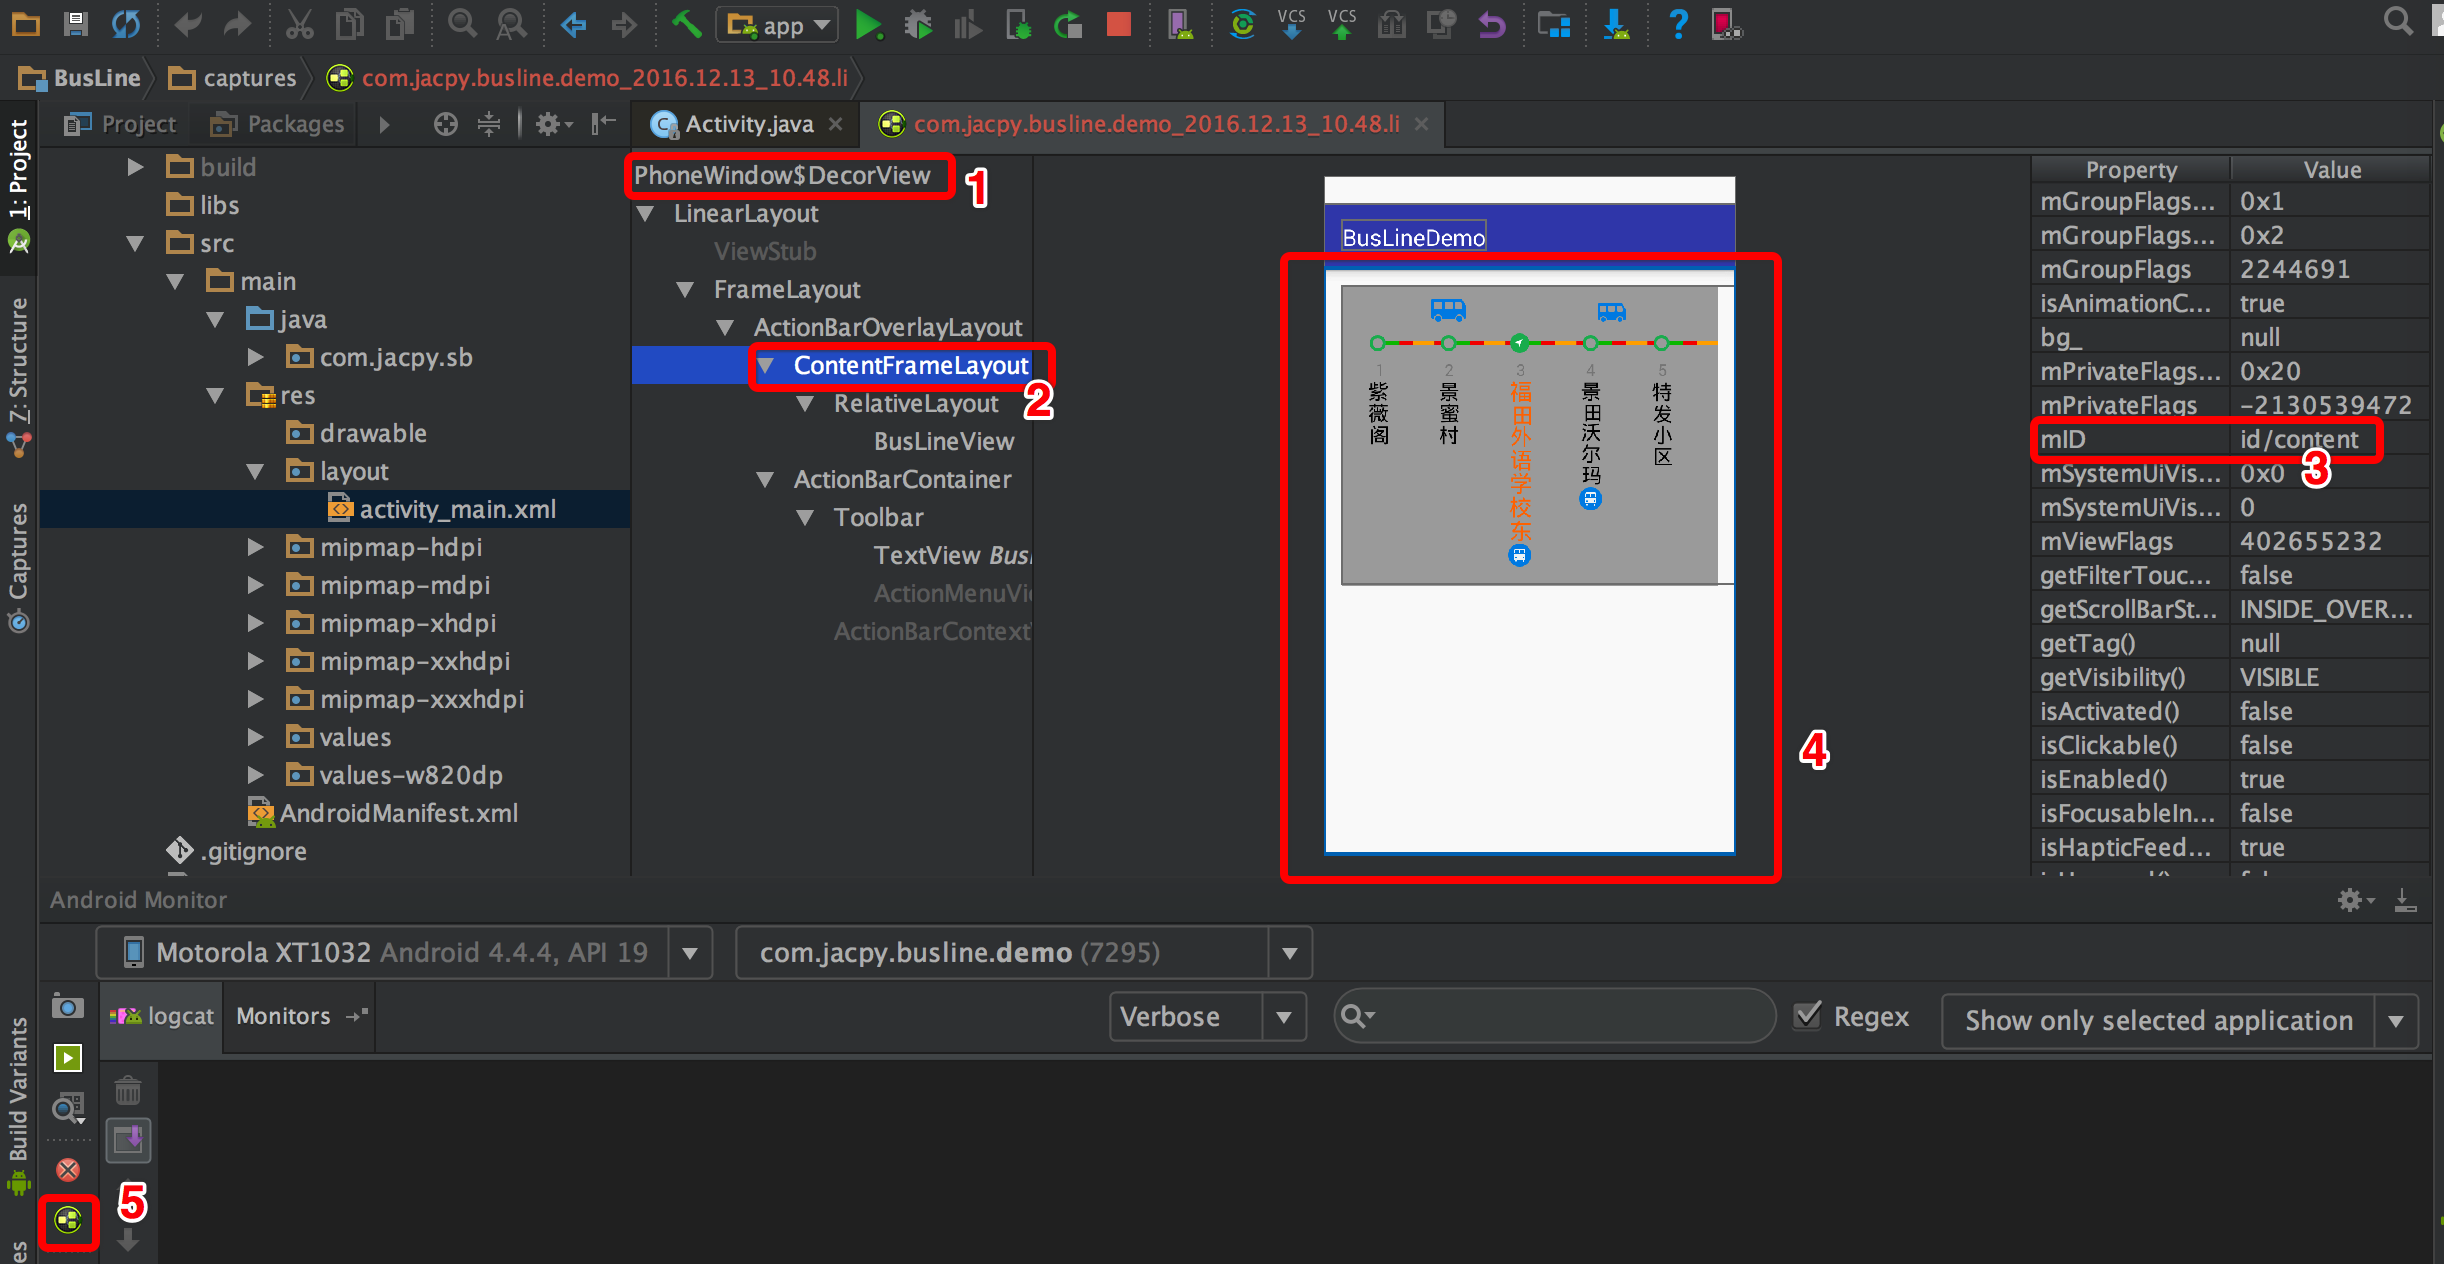 app
VCS
VCS
?
BusLine
captures
com.jacpy.busline.demo_2016.12.13_10.48.li
1: Project
7: Structure
Captures
Build Variants
es
Project
Packages
build
libs
src
main
java
com.jacpy.sb
res
drawable
layout
activity_main.xml
mipmap-hdpi
mipmap-mdpi
mipmap-xhdpi
mipmap-xxhdpi
mipmap-xxxhdpi
values
values-w820dp
AndroidManifest.xml
.gitignore
Activity.java
com.jacpy.busline.demo_2016.12.13_10.48.li
PhoneWindow$DecorView
1
LinearLayout
ViewStub
FrameLayout
ActionBarOverlayLayout
ContentFrameLayout
2
RelativeLayout
BusLineView
ActionBarContainer
Toolbar
TextView Bus
ActionMenuVi
ActionBarContext
BusLineDemo
1 2 3 4 5
紫薇阁
景蜜村
福田外语学校东
景田沃尔玛
特发小区
4
Property Value
mGroupFlags... 0x1
mGroupFlags... 0x2
mGroupFlags 2244691
isAnimationC... true
bg_ null
mPrivateFlags... 0x20
mPrivateFlags -2130539472
mID id/content
3
mSystemUiVis... 0x0
mSystemUiVis... 0
mViewFlags 402655232
getFilterTouc... false
getScrollBarSt... INSIDE_OVER...
getTag() null
getVisibility() VISIBLE
isActivated() false
isClickable() false
isEnabled() true
isFocusableIn... false
isHapticFeed... true
Android Monitor
Motorola XT1032 Android 4.4.4, API 19
com.jacpy.busline.demo (7295)
logcat
Monitors
Verbose
Regex
Show only selected application
5